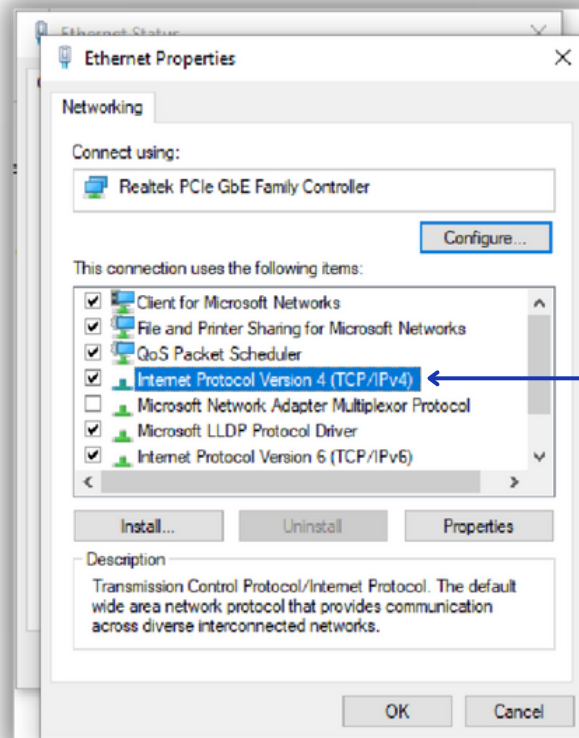 Ethernet Status
Ethernet Properties
Networking
Connect using:
Realtek PCIe GbE Family Controller
Configure...
This connection uses the following items:
Client for Microsoft Networks
File and Printer Sharing for Microsoft Networks
QoS Packet Scheduler
Internet Protocol Version 4 (TCP/IPv4)
Microsoft Network Adapter Multiplexor Protocol
Microsoft LLDP Protocol Driver
Internet Protocol Version 6 (TCP/IPv6)
Install...
Uninstall
Properties
Description
Transmission Control Protocol/Internet Protocol. The default
wide area network protocol that provides communication
across diverse interconnected networks.
OK
Cancel